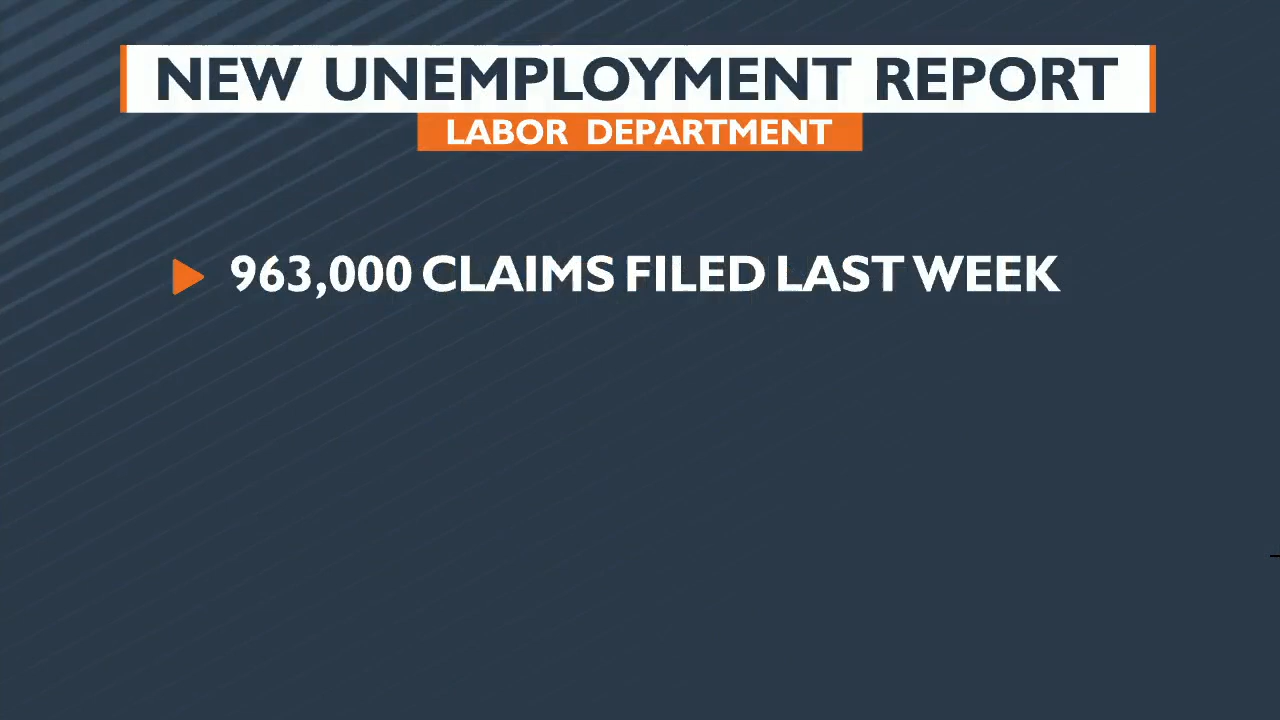 NEW UNEMPLOYMENT REPORT
LABOR DEPARTMENT
963,000 CLAIMS FILED LAST WEEK